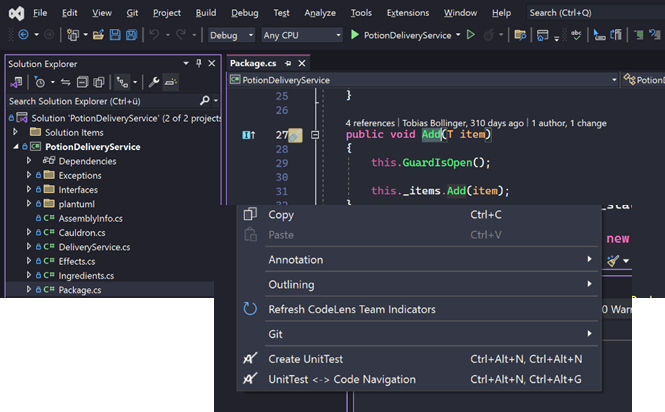 File Edit View Git Project Build Debug Test Analyze Tools Extensions Window Help Search (Ctrl+Q)
Debug Any CPU PotionDeliveryService
Solution Explorer
Search Solution Explorer (Ctrl+ü)
Solution 'PotionDeliveryService' (2 of 2 projects
Solution Items
PotionDeliveryService
Dependencies
Exceptions
Interfaces
plantuml
AssemblyInfo.cs
Cauldron.cs
DeliveryService.cs
Effects.cs
Ingredients.cs
Package.cs
Package.cs
PotionDeliveryService PotionD
25 }
26
4 references | Tobias Bollinger, 310 days ago | 1 author, 1 change
27 public void Add(T item)
28 {
29 this.GuardIsOpen();
30
31 this._items.Add(item);
32 }
_sta
new
0 Warn
Copy Ctrl+C
Paste Ctrl+V
Annotation
Outlining
Refresh CodeLens Team Indicators
Git
Create UnitTest Ctrl+Alt+N, Ctrl+Alt+N
UnitTest <-> Code Navigation Ctrl+Alt+N, Ctrl+Alt+G